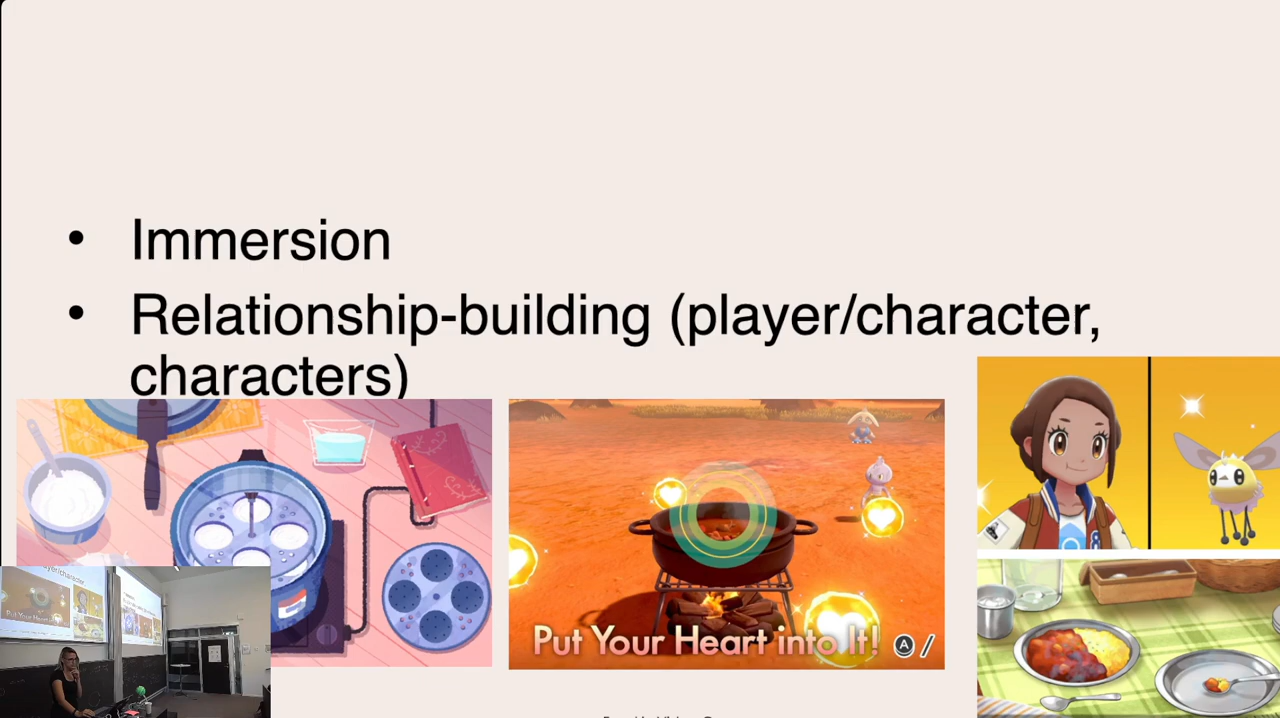 • Immersion
• Relationship-building (player/character,
characters)
Put Your Heart into It! A /